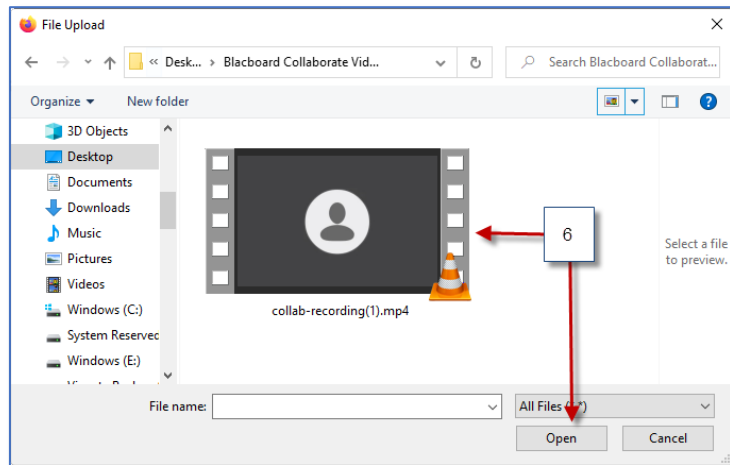 File Upload
« Desk... > Blacboard Collaborate Vid...
Search Blacboard Collaborat...
Organize
New folder
3D Objects
Desktop
Documents
Downloads
Music
Pictures
Videos
Windows (C:)
System Reserved
Windows (E:)
collab-recording(1).mp4
6
Select a file
to preview.
File name:
All Files
Open
Cancel